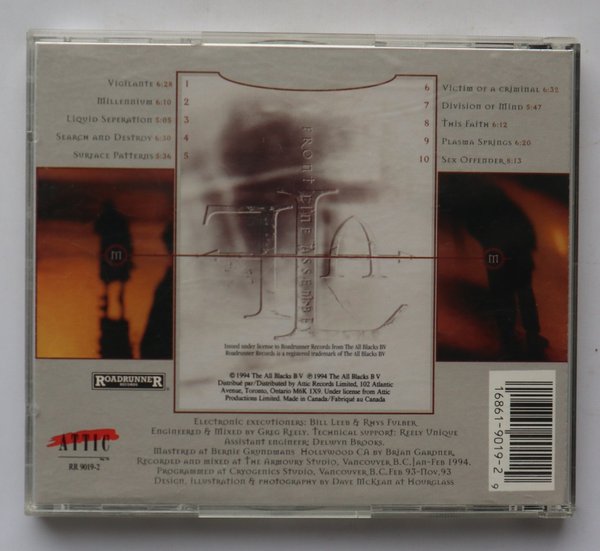 Vigilante 6:28 1
Millennium 6:10 2
Liquid Seperation 5:05 3
Search and Destroy 6:30 4
Surface Patterns 5:36 5
6 Victim of a criminal 6:32
7 Division of Mind 5:47
8 This Faith 6:12
9 Plasma Springs 6:20
10 Sex Offender 8:13
FRONT LINE ASSEMBLY
M
M
Issued under license to Roadrunner Records from The All Blacks BV
Roadrunner Records is a registered trademark of The All Blacks BV
© 1994 The All Blacks B V ℗ 1994 The All Blacks BV
Distribué par/Distributed by Attic Records Limited, 102 Atlantic
Avenue, Toronto, Ontario M6K 1X9. Under license from Attic
Productions Limited. Made in Canada/Fabriqué au Canada
ROADRUNNER
RECORDS
ATTIC
RR 9019-2
Electronic executioners: Bill Leeb & Rhys Fulber
Engineered & Mixed by Greg Reely. Technical support: Reely Unique
Assistant engineer: Delwyn Brooks.
Mastered at Bernie Grundmans Hollywood CA by Brian Gardner
Recorded and mixed at The Armoury Studio, Vancouver B.C. Jan-Feb 1994.
Programmed at Cryogenics Studio, Vancouver B.C. Feb 93-Nov,93
Design, Illustration & photography by Dave McKean at Hourglass
16861-9019-2 9